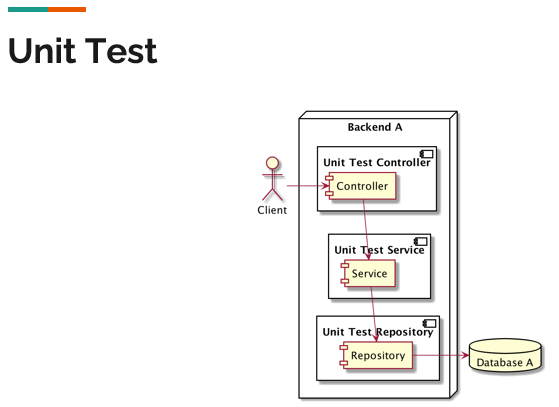 Unit Test
Backend A
Unit Test Controller
Controller
Client
Unit Test Service
Service
Unit Test Repository
Repository
Database A